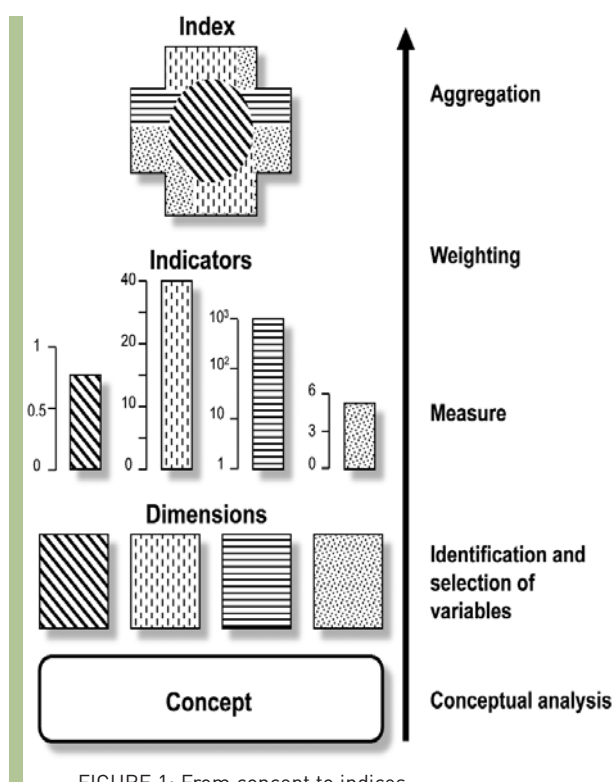 Index
Aggregation
Indicators
Weighting
40
20
10
0
1
0.5
0
10³
10²
10
1
6
3
0
Measure
Dimensions
Identification and
selection of
variables
Concept
Conceptual analysis
FIGURE 1: From concept to indices